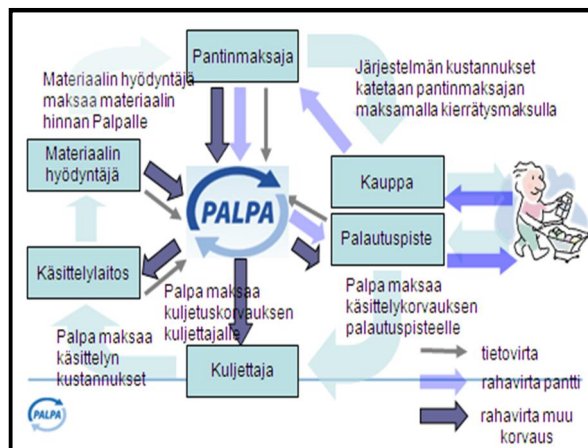 Pantinmaksaja
Materiaalin hyödyntäjä
maksaa materiaalin
hinnan Palpalle
Järjestelmän kustannukset
katetaan pantinmaksajan
maksamalla kierrätysmaksulla
Materiaalin
hyödyntäjä
Kauppa
PALPA
Palautuspiste
Käsittelylaitos
Palpa maksaa
kuljetuskorvauksen
kuljettajalle
Palpa maksaa
käsittelykorvauksen
palautuspisteelle
Palpa maksaa
käsittelyn
kustannukset
Kuljettaja
tietovirta
rahavirta pantti
rahavirta muu
korvaus
PALPA